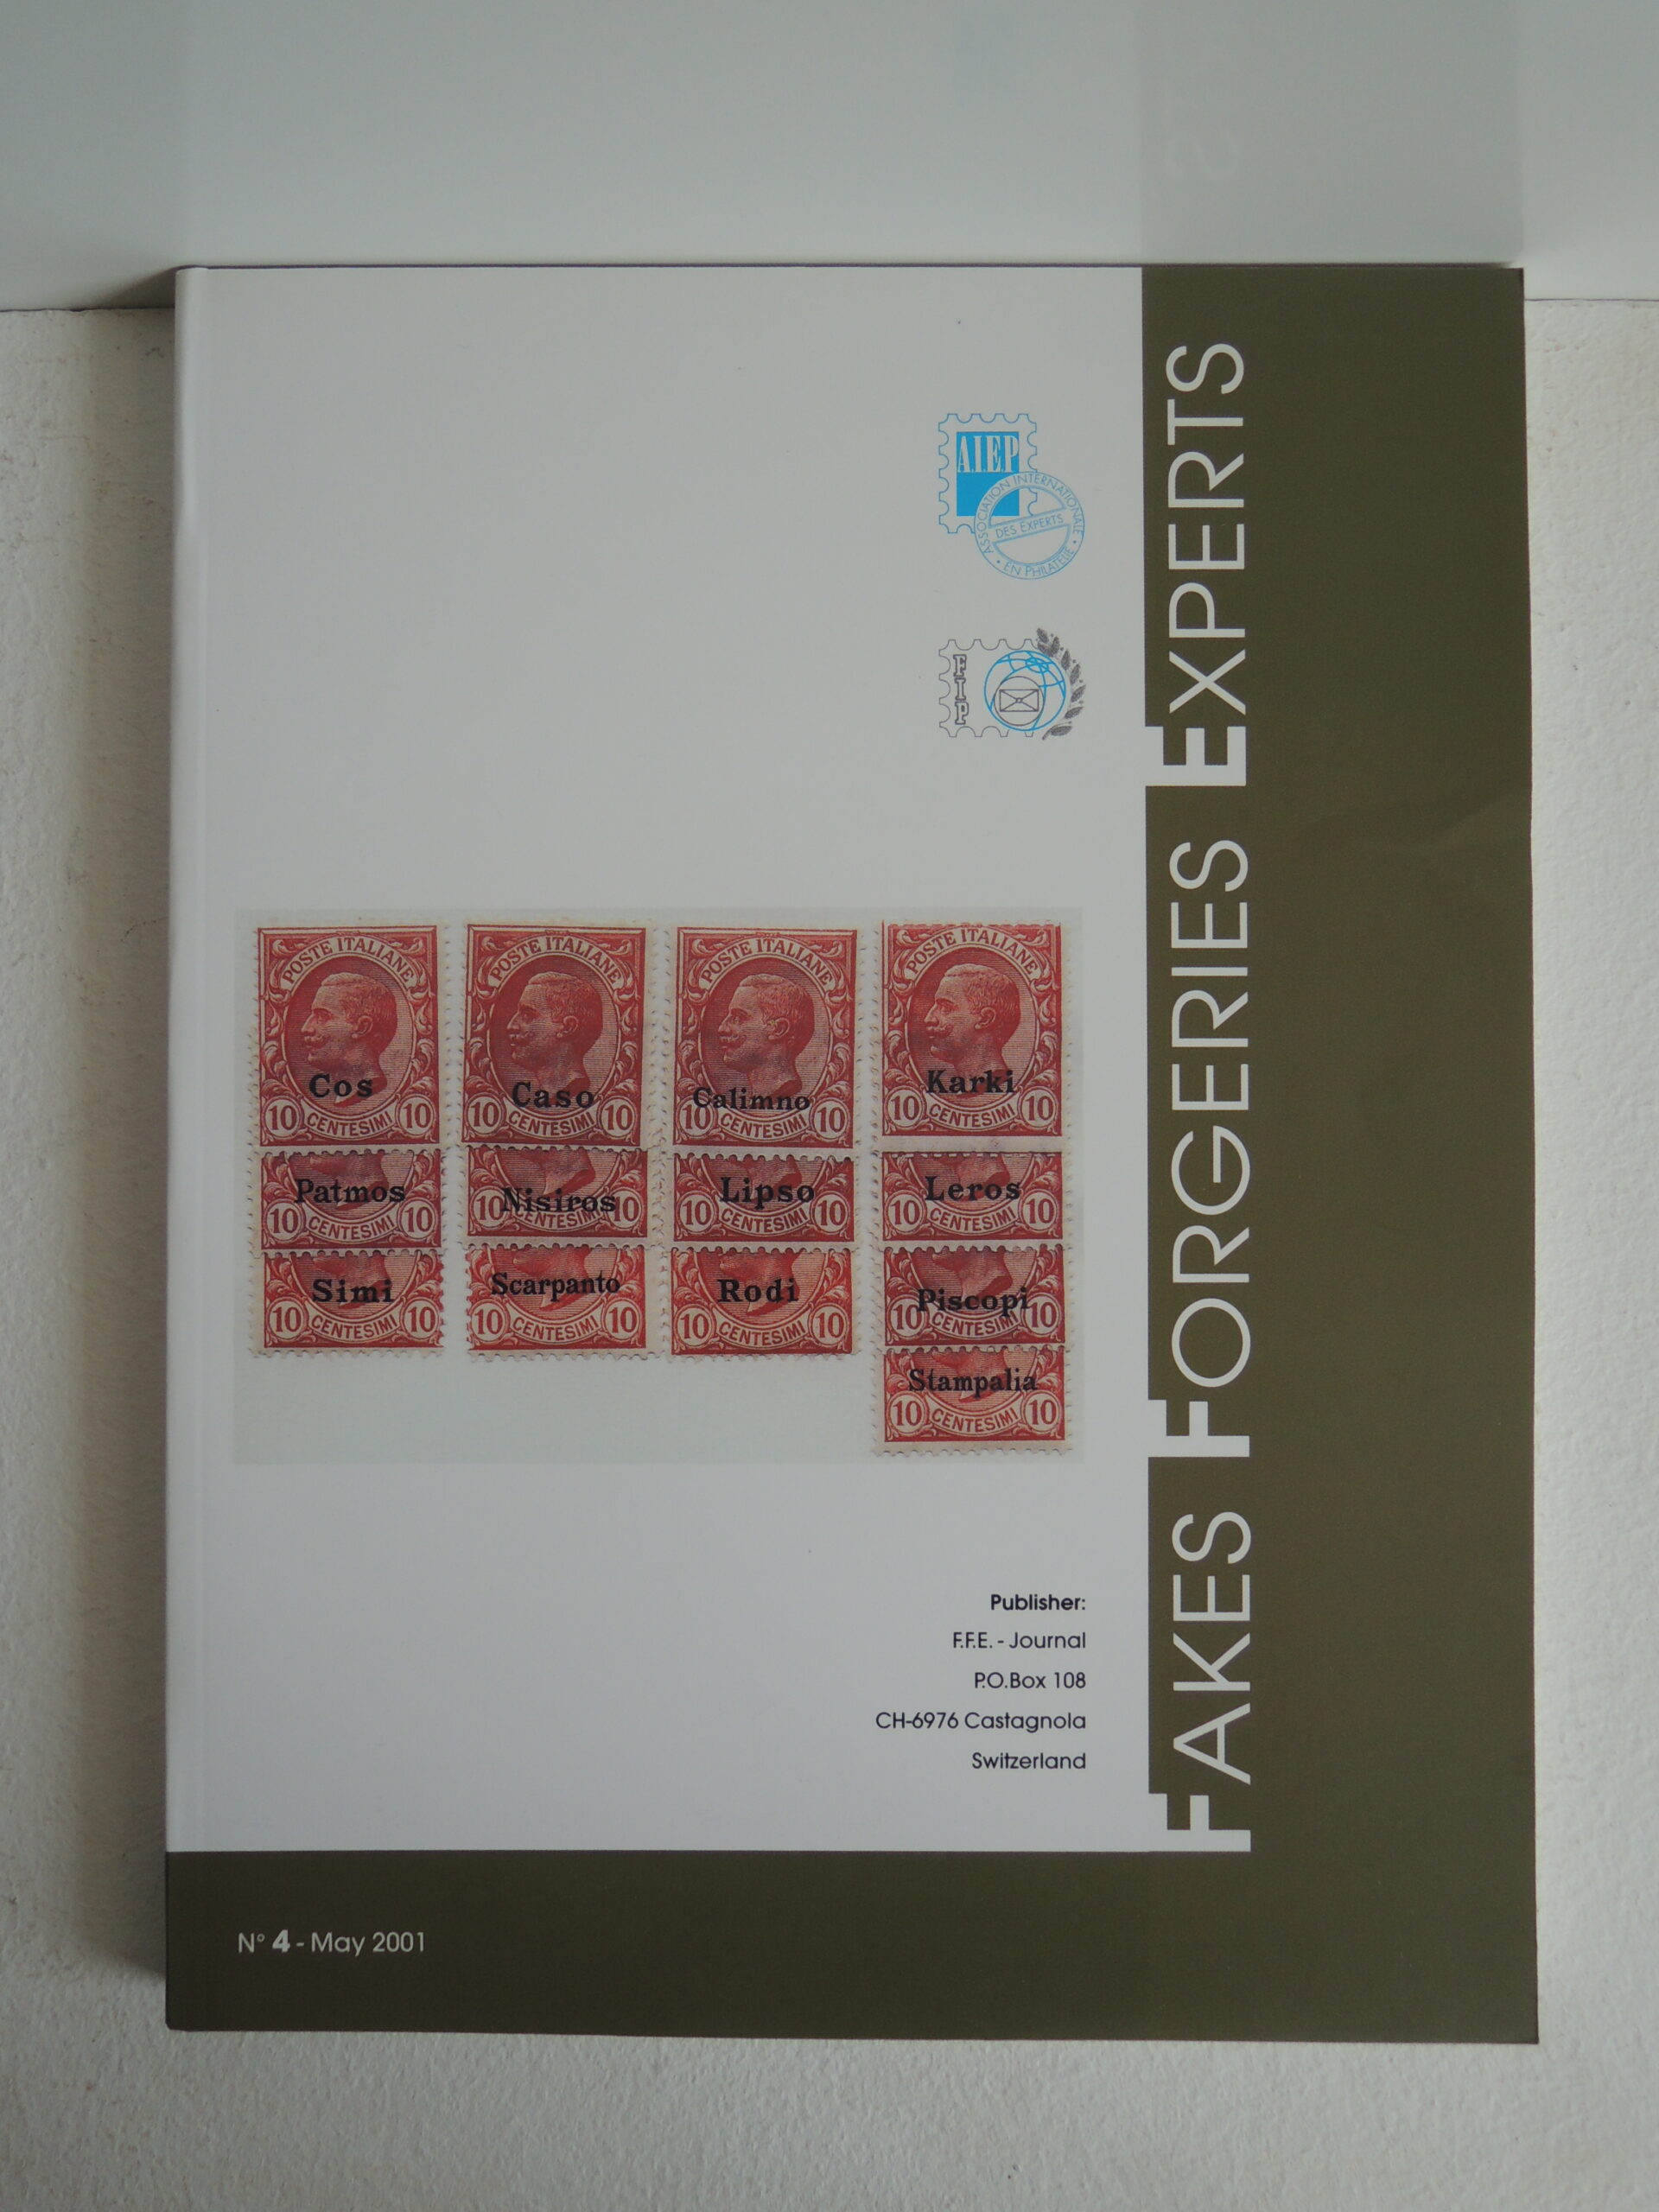 A.I.E.P
ASSOCIATION INTERNATIONALE
DES EXPERTS
• EN PHILATELIE •
FIP
FAKES FORGERIES EXPERTS
POSTE ITALIANE
Cos
10 CENTESIMI 10
POSTE ITALIANE
Caso
10 CENTESIMI 10
POSTE ITALIANE
Calimno
10 CENTESIMI 10
POSTE ITALIANE
Karki
10 CENTESIMI 10
Patmos
10 CENTESIMI 10
Nisiros
10 CENTESIMI 10
Lipso
10 CENTESIMI 10
Leros
10 CENTESIMI 10
Simi
10 CENTESIMI 10
Scarpanto
10 CENTESIMI 10
Rodi
10 CENTESIMI 10
Piscopi
10 CENTESIMI 10
Stampalia
10 CENTESIMI 10
Publisher:
F.F.E. - Journal
P.O.Box 108
CH-6976 Castagnola
Switzerland
N° 4 - May 2001